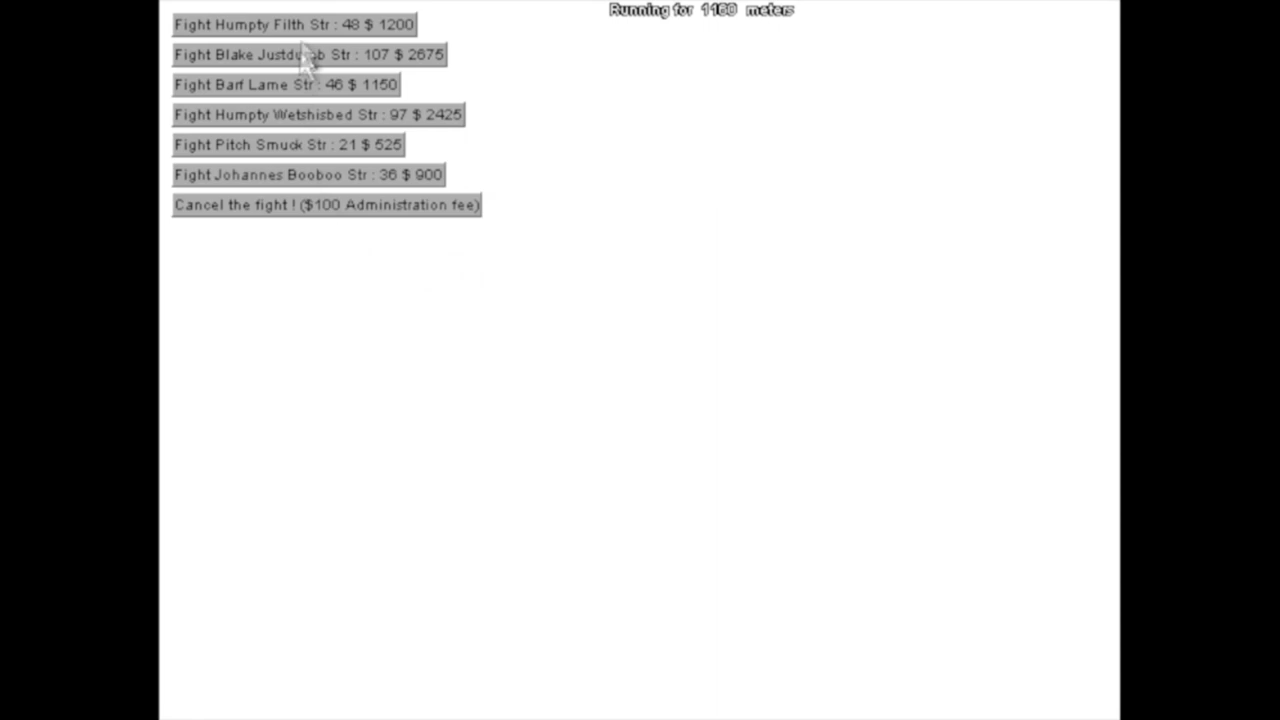 Running for 1160 meters
Fight Humpty Filth Str : 48 $ 1200
Fight Blake Justdumb Str : 107 $ 2675
Fight Barf Lame Str : 46 $ 1150
Fight Humpty Wetshisbed Str : 97 $ 2425
Fight Pitch Smuck Str : 21 $ 525
Fight Johannes Booboo Str : 36 $ 900
Cancel the fight ! ($100 Administration fee)